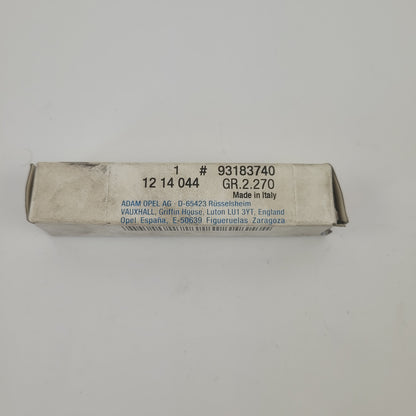 1 # 93183740
12 14 044 GR.2.270
Made in Italy
ADAM OPEL AG · D-65423 Rüsselsheim
VAUXHALL, Griffin House, Luton LU1 3YT, England
Opel España, E-50639 Figueruelas Zaragoza